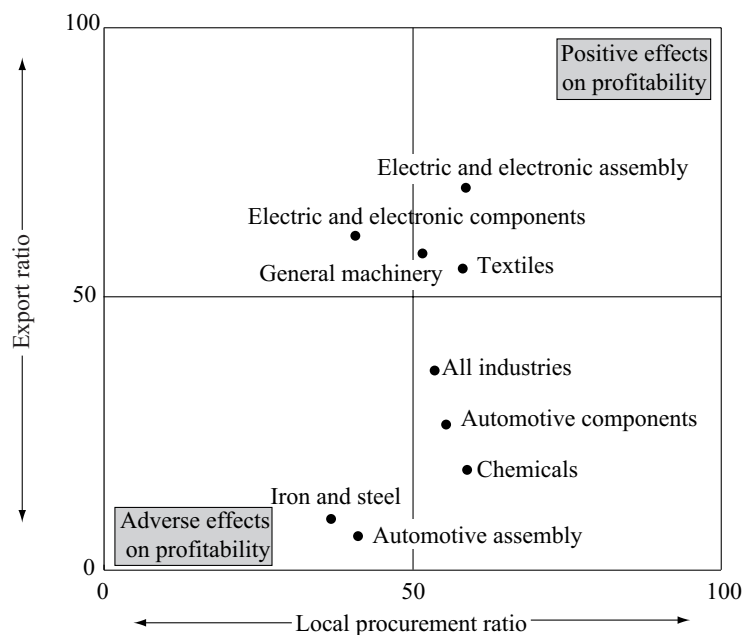 100
Positive effects
on profitability
Electric and electronic assembly
Electric and electronic components
General machinery
Textiles
50
Export ratio
All industries
Automotive components
Chemicals
Iron and steel
Adverse effects
on profitability
Automotive assembly
0
0
50
100
Local procurement ratio